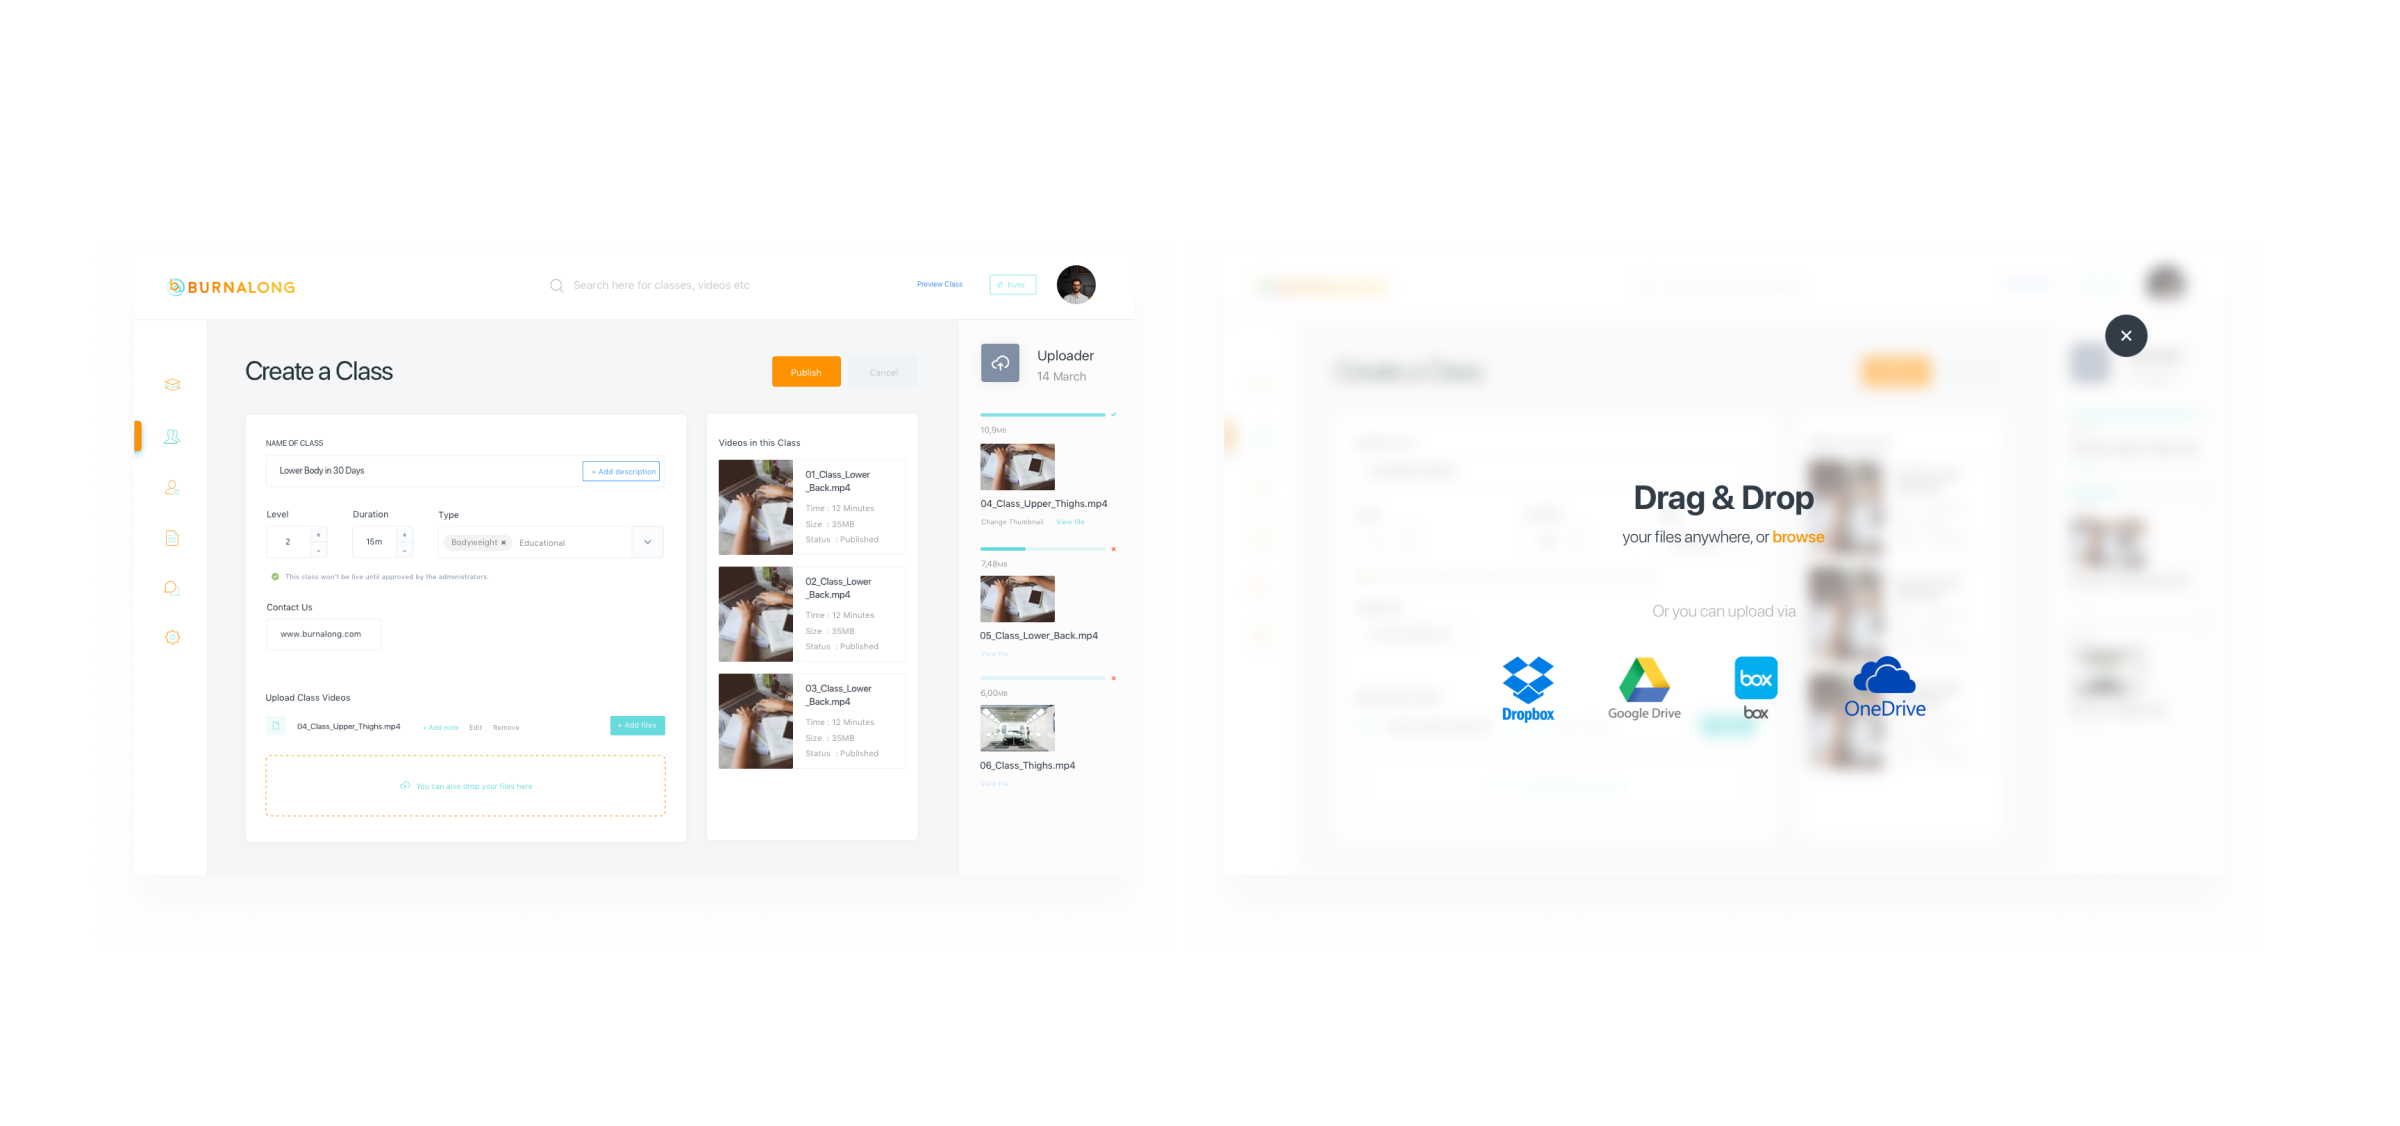 BURNALONG
Search here for classes, videos etc
Preview Class
Invite
Create a Class
Publish
Cancel
NAME OF CLASS
Lower Body in 30 Days
+ Add description
Level
Duration
Type
2
+
-
15m
+
-
Bodyweight ×
Educational
This class won't be live until approved by the administrators.
Contact Us
www.burnalong.com
Upload Class Videos
04_Class_Upper_Thighs.mp4
+ Add note
Edit
Remove
+ Add files
You can also drop your files here
Videos in this Class
01_Class_Lower
_Back.mp4
Time : 12 Minutes
Size : 35MB
Status : Published
02_Class_Lower
_Back.mp4
Time : 12 Minutes
Size : 35MB
Status : Published
03_Class_Lower
_Back.mp4
Time : 12 Minutes
Size : 35MB
Status : Published
Uploader
14 March
10,9MB
04_Class_Upper_Thighs.mp4
Change Thumbnail
View file
7,48MB
05_Class_Lower_Back.mp4
View file
6,00MB
06_Class_Thighs.mp4
View file
Drag & Drop
your files anywhere, or browse
Or you can upload via
Dropbox
Google Drive
box
box
OneDrive